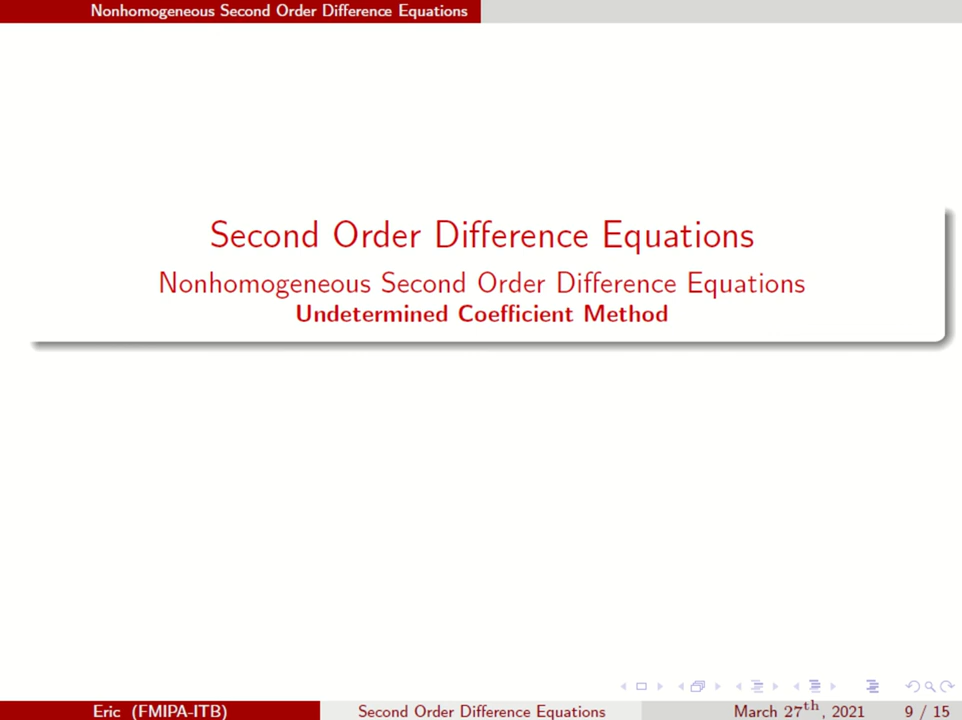 Nonhomogeneous Second Order Difference Equations
Second Order Difference Equations
Nonhomogeneous Second Order Difference Equations
Undetermined Coefficient Method
Eric (FMIPA-ITB)
Second Order Difference Equations
March 27th, 2021
9 / 15